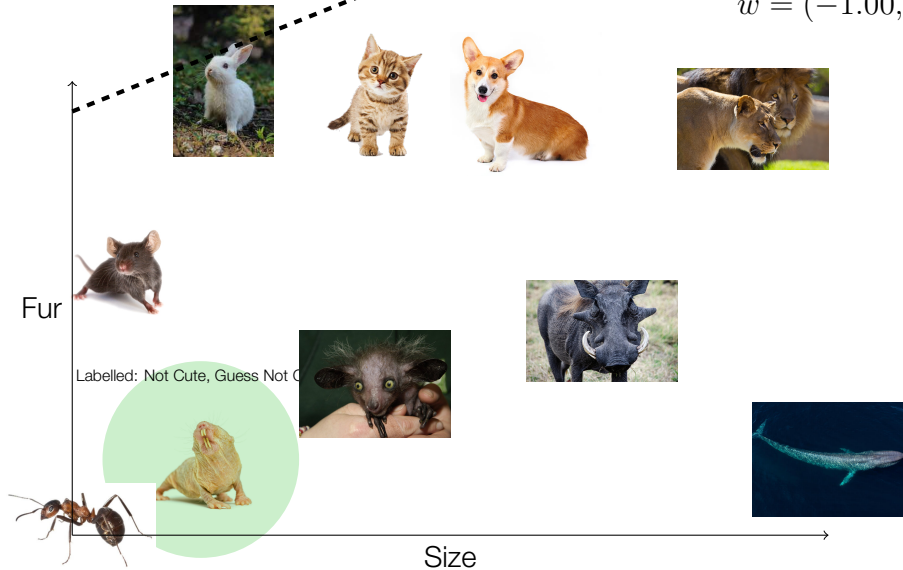 w = (−1.00,
Fur
Labelled: Not Cute, Guess Not
Size